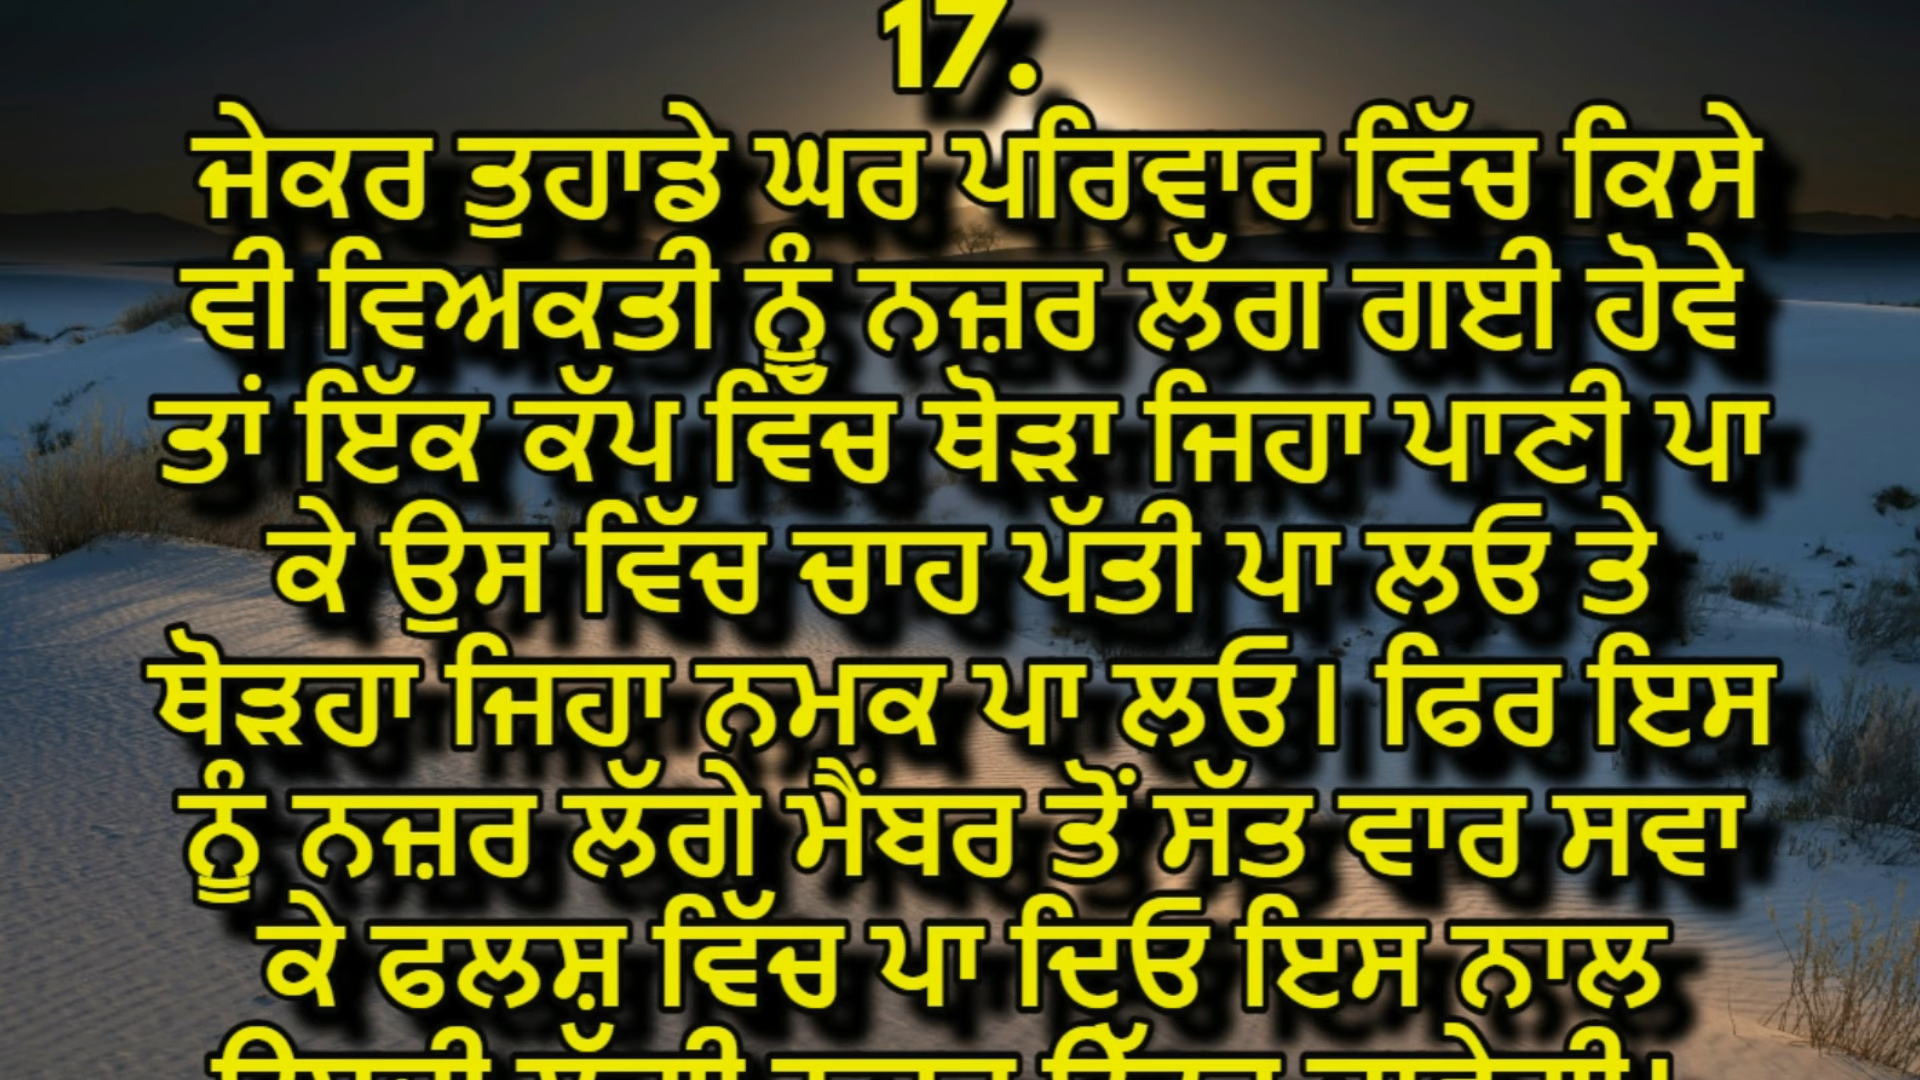 17.
ਜੇਕਰ ਤੁਹਾਡੇ ਘਰ ਪਰਿਵਾਰ ਵਿੱਚ ਕਿਸੇ
ਵੀ ਵਿਅਕਤੀ ਨੂੰ ਨਜ਼ਰ ਲੱਗ ਗਈ ਹੋਵੇ
ਤਾਂ ਇੱਕ ਕੱਪ ਵਿੱਚ ਥੋੜਾ ਜਿਹਾ ਪਾਣੀ ਪਾ
ਕੇ ਉਸ ਵਿੱਚ ਚਾਹ ਪੱਤੀ ਪਾ ਲਓ ਤੇ
ਥੋੜਹਾ ਜਿਹਾ ਨਮਕ ਪਾ ਲਓ। ਫਿਰ ਇਸ
ਨੂੰ ਨਜ਼ਰ ਲੱਗੇ ਮੈਂਬਰ ਤੋਂ ਸੱਤ ਵਾਰ ਸਵਾ
ਕੇ ਫਲਸ਼ ਵਿੱਚ ਪਾ ਦਿਓ ਇਸ ਨਾਲ